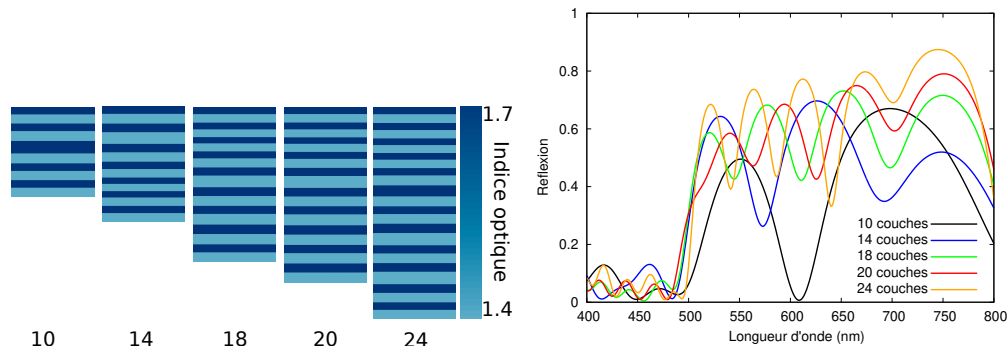 1.7
Indice optique
1.4
10 14 18 20 24
Reflexion
1
0.8
0.6
0.4
0.2
0
10 couches
14 couches
18 couches
20 couches
24 couches
400 450 500 550 600 650 700 750 800
Longueur d'onde (nm)